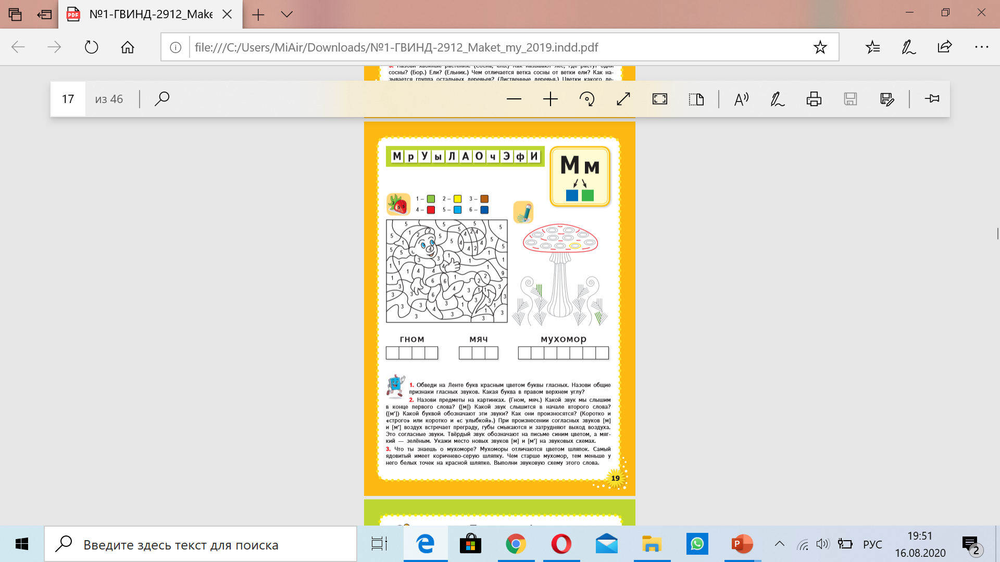 №1-ГВИНД-2912_Make
file:///C:/Users/MiAir/Downloads/№1-ГВИНД-2912_Maket_my_2019.indd.pdf
3. Назови хвойные растения. (Сосна, ель.) Как называют лес, где растут одни
сосны? (Бор.) Ели? (Ельник.) Чем отличается ветка сосны от ветки ели? Как на-
зывается группа остальных деревьев? (Лиственные деревья.) Цветки какого де-
17 из 46
М р У ы Л А О ч Э ф И
М м
1 – 2 – 3 –
4 – 5 – 6 –
гном мяч мухомор
1. Обведи на Ленте букв красным цветом буквы гласных. Назови общие
признаки гласных звуков. Какая буква в правом верхнем углу?
2. Назови предметы на картинках. (Гном, мяч.) Какой звук мы слышим
в конце первого слова? ([м]) Какой звук слышится в начале второго слова?
([м’]) Какой буквой обозначают эти звуки? Как они произносятся? (Коротко и
«строго» или коротко и «с улыбкой».) При произнесении согласных звуков [м]
и [м’] воздух встречает преграду, губы смыкаются и затрудняют выход воздуха.
Это согласные звуки. Твёрдый звук обозначают на письме синим цветом, а мяг-
кий — зелёным. Укажи место новых звуков [м] и [м’] на звуковых схемах.
3. Что ты знаешь о мухоморе? Мухоморы отличаются цветом шляпок. Самый
ядовитый имеет коричнево-серую шляпку. Чем старше мухомор, тем меньше у
него белых точек на красной шляпке. Выполни звуковую схему этого слова.
19
Введите здесь текст для поиска
РУС
19:51
16.08.2020
2